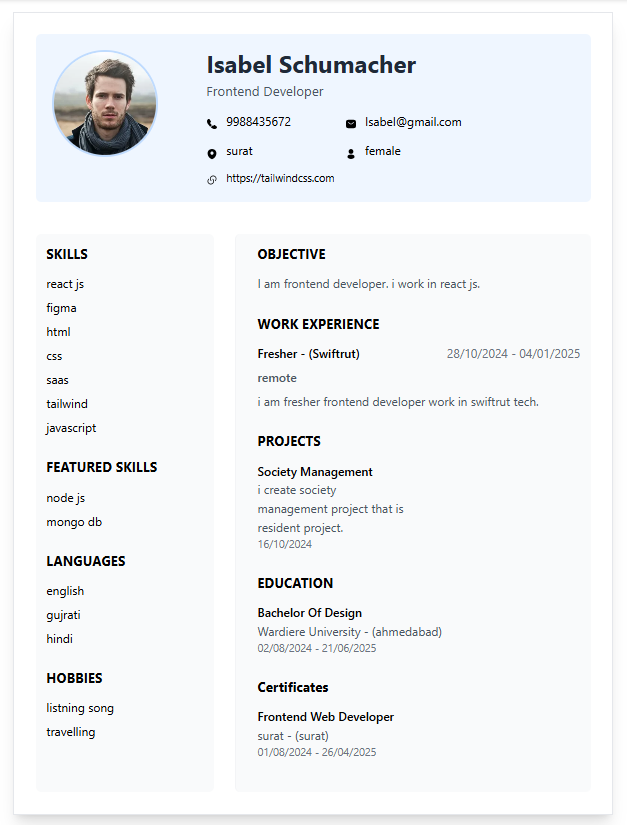 Isabel Schumacher
Frontend Developer
9988435672
Isabel@gmail.com
surat
female
https://tailwindcss.com
SKILLS
react js
figma
html
css
saas
tailwind
javascript
FEATURED SKILLS
node js
mongo db
LANGUAGES
english
gujrati
hindi
HOBBIES
listning song
travelling
OBJECTIVE
I am frontend developer. i work in react js.
WORK EXPERIENCE
Fresher - (Swiftrut)
28/10/2024 - 04/01/2025
remote
i am fresher frontend developer work in swiftrut tech.
PROJECTS
Society Management
i create society
management project that is
resident project.
16/10/2024
EDUCATION
Bachelor Of Design
Wardiere University - (ahmedabad)
02/08/2024 - 21/06/2025
Certificates
Frontend Web Developer
surat - (surat)
01/08/2024 - 26/04/2025